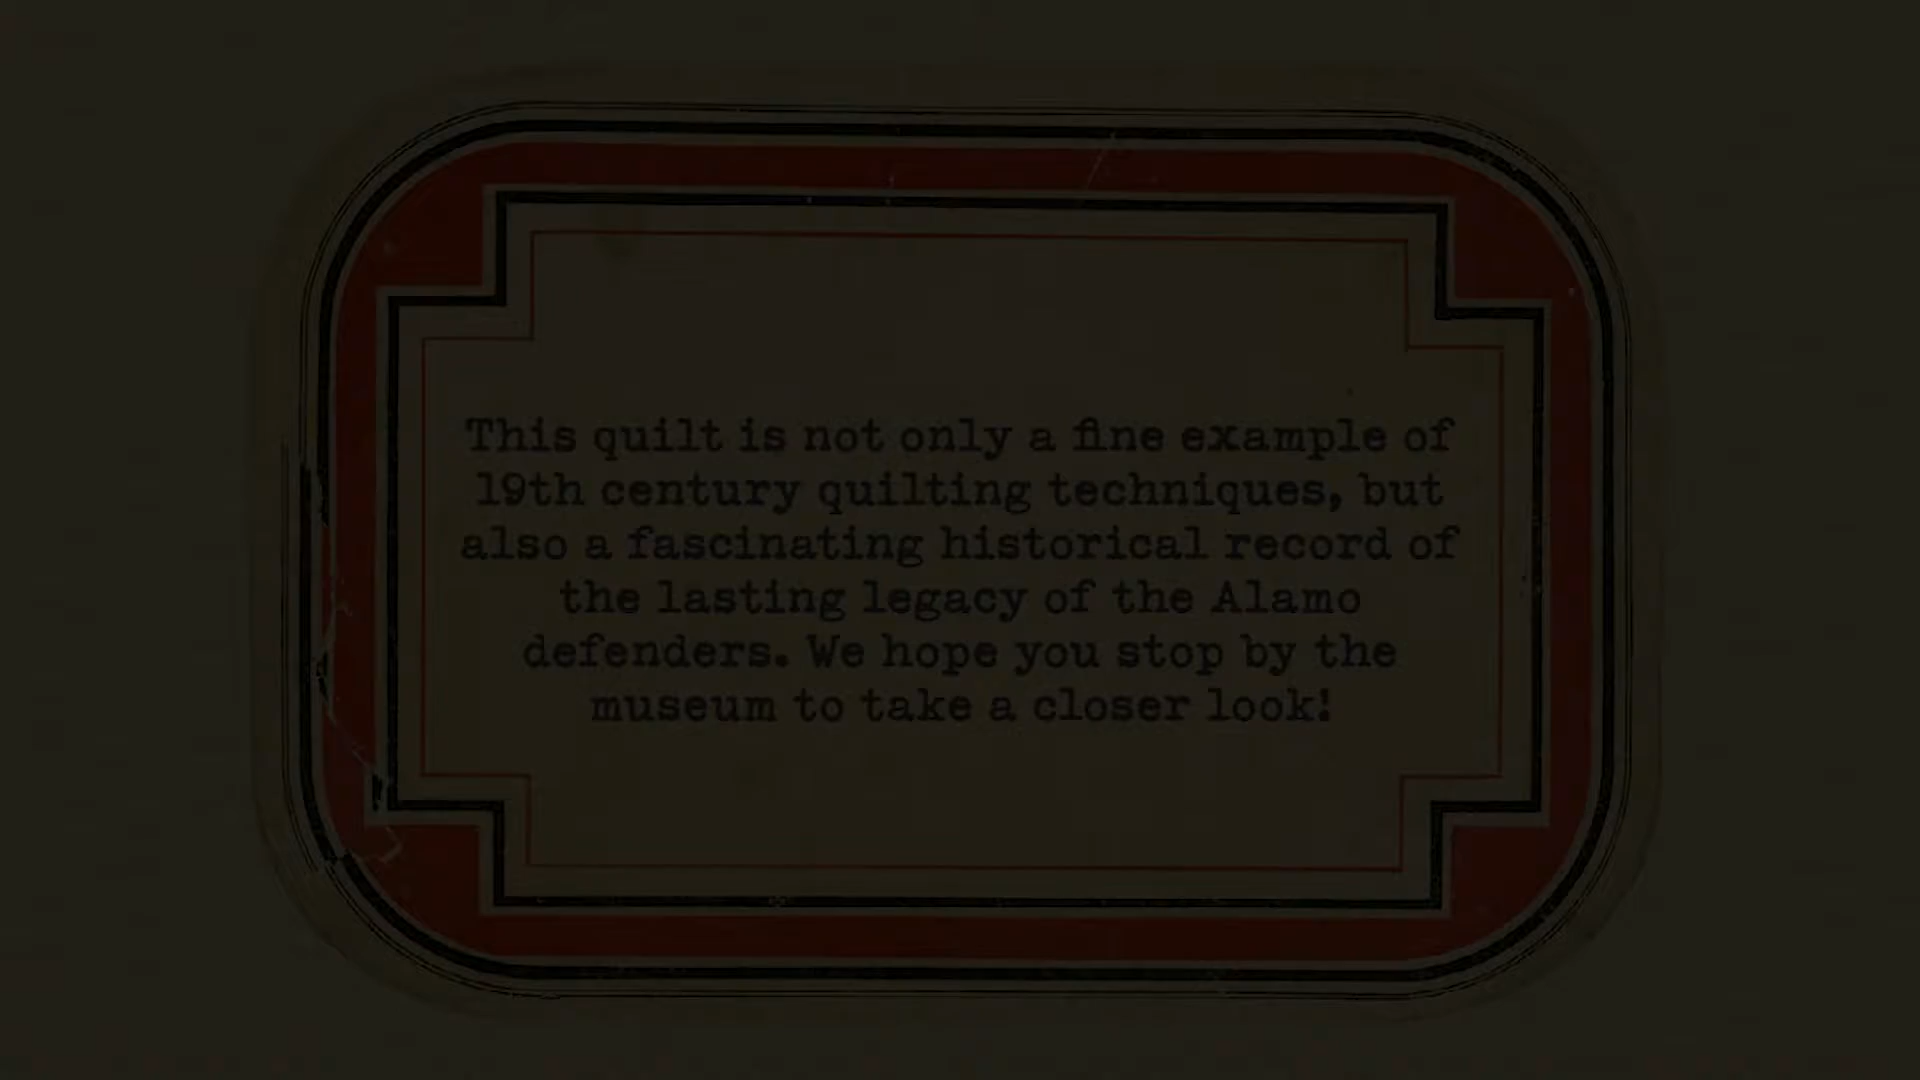 This quilt is not only a fine example of
19th century quilting techniques, but
also a fascinating historical record of
the lasting legacy of the Alamo
defenders. We hope you stop by the
museum to take a closer look!